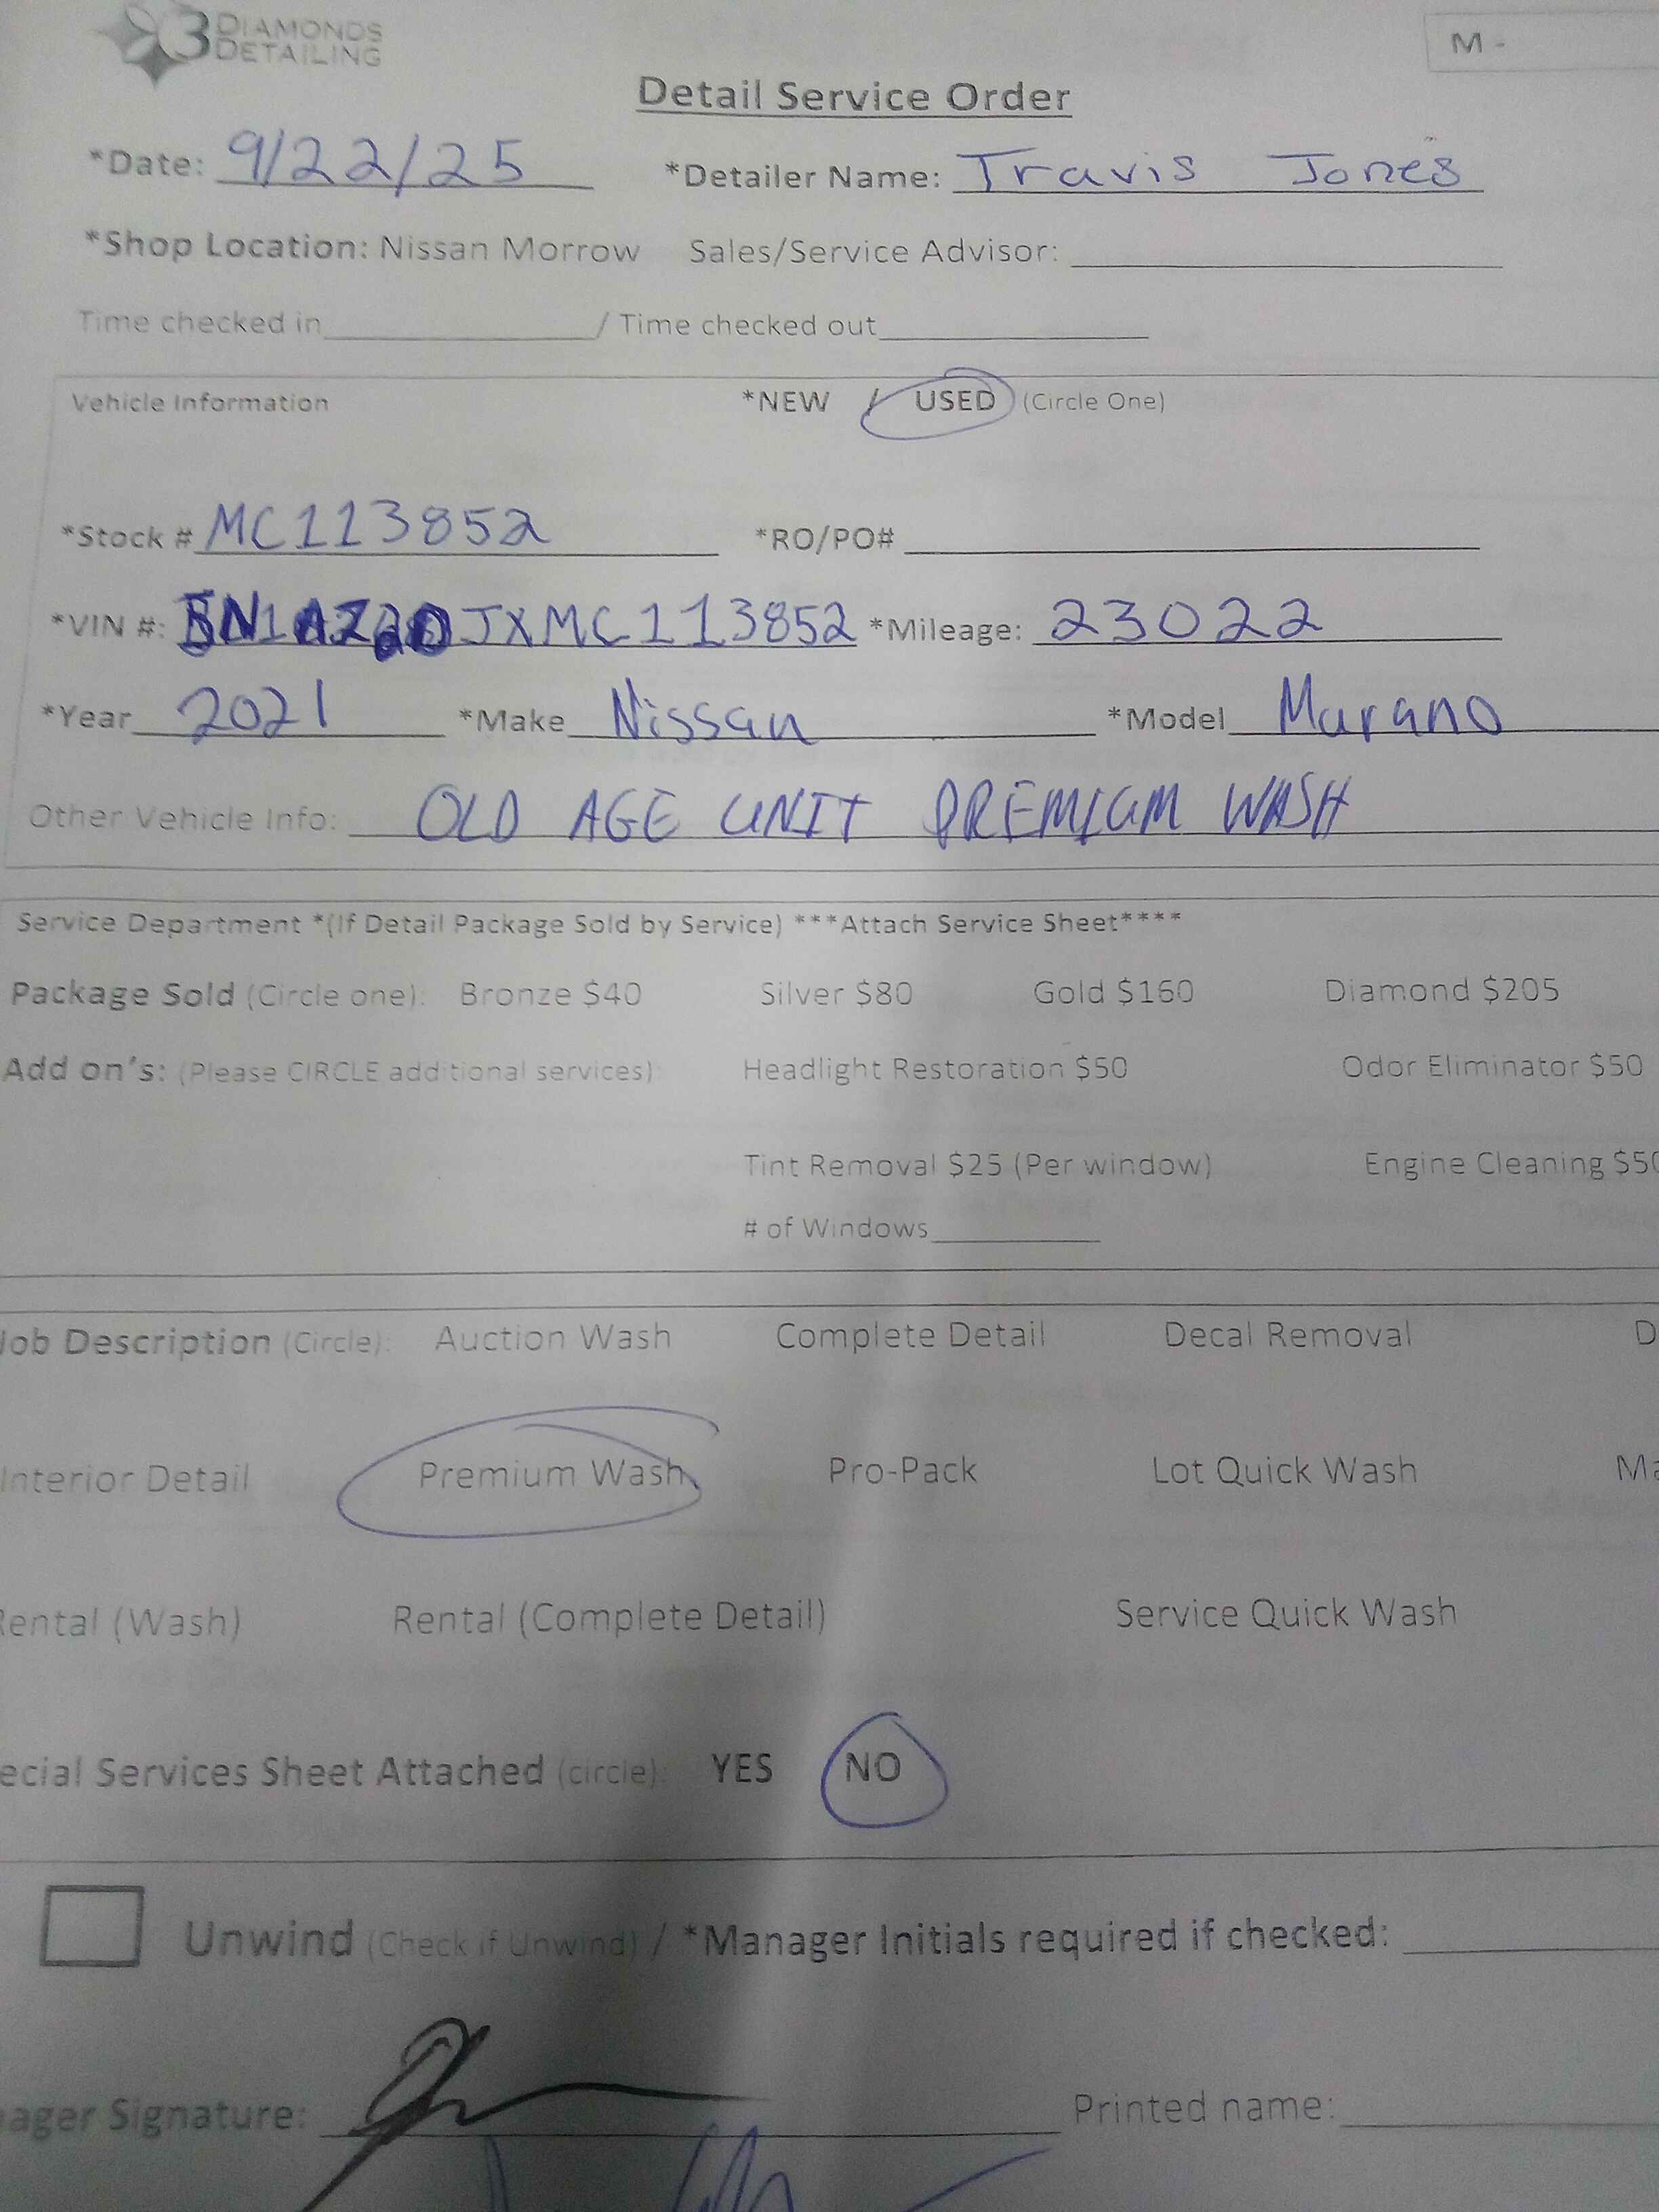 3 DIAMONDS
DETAILING
M -
Detail Service Order
*Date: 9/22/25 *Detailer Name: Travis Jones
*Shop Location: Nissan Morrow Sales/Service Advisor:
Time checked in / Time checked out
Vehicle Information *NEW / USED (Circle One)
*Stock # MC113852 *RO/PO#
*VIN #: 5N1AZ2DJXMC113852 *Mileage: 23022
*Year 2021 *Make Nissan *Model Murano
Other Vehicle Info: OLD AGE UNIT PREMIUM WASH
Service Department *(If Detail Package Sold by Service) ***Attach Service Sheet****
Package Sold (Circle one): Bronze $40 Silver $80 Gold $160 Diamond $205
Add on's: (Please CIRCLE additional services): Headlight Restoration $50 Odor Eliminator $50
Tint Removal $25 (Per window) Engine Cleaning $50
# of Windows
Job Description (Circle): Auction Wash Complete Detail Decal Removal D
Interior Detail Premium Wash Pro-Pack Lot Quick Wash Ma
Rental (Wash) Rental (Complete Detail) Service Quick Wash
ecial Services Sheet Attached (circle): YES NO
Unwind (Check if Unwind) / *Manager Initials required if checked:
ager Signature: Printed name: